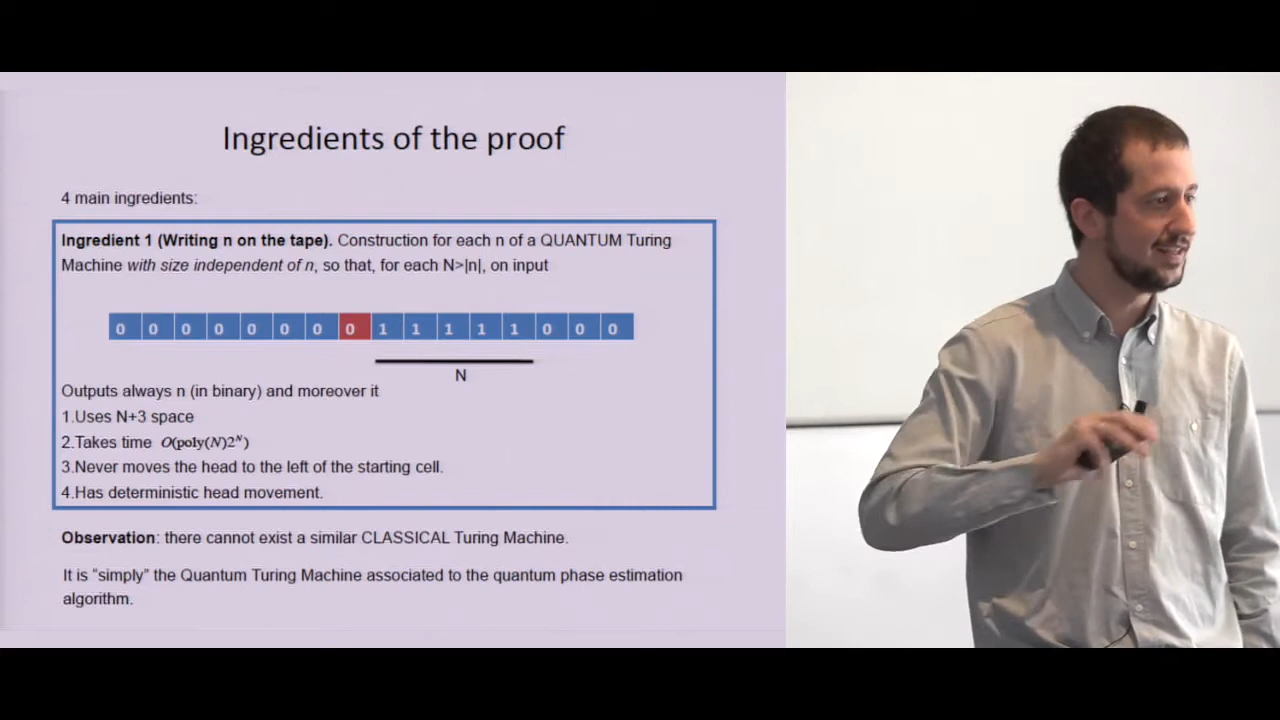 Ingredients of the proof
4 main ingredients:
Ingredient 1 (Writing n on the tape). Construction for each n of a QUANTUM Turing
Machine with size independent of n, so that, for each N>|n|, on input
0 0 0 0 0 0 0 0 1 1 1 1 1 0 0 0
N
Outputs always n (in binary) and moreover it
1.Uses N+3 space
2.Takes time O(poly(N)2^N)
3.Never moves the head to the left of the starting cell.
4.Has deterministic head movement.
Observation: there cannot exist a similar CLASSICAL Turing Machine.
It is "simply" the Quantum Turing Machine associated to the quantum phase estimation
algorithm.